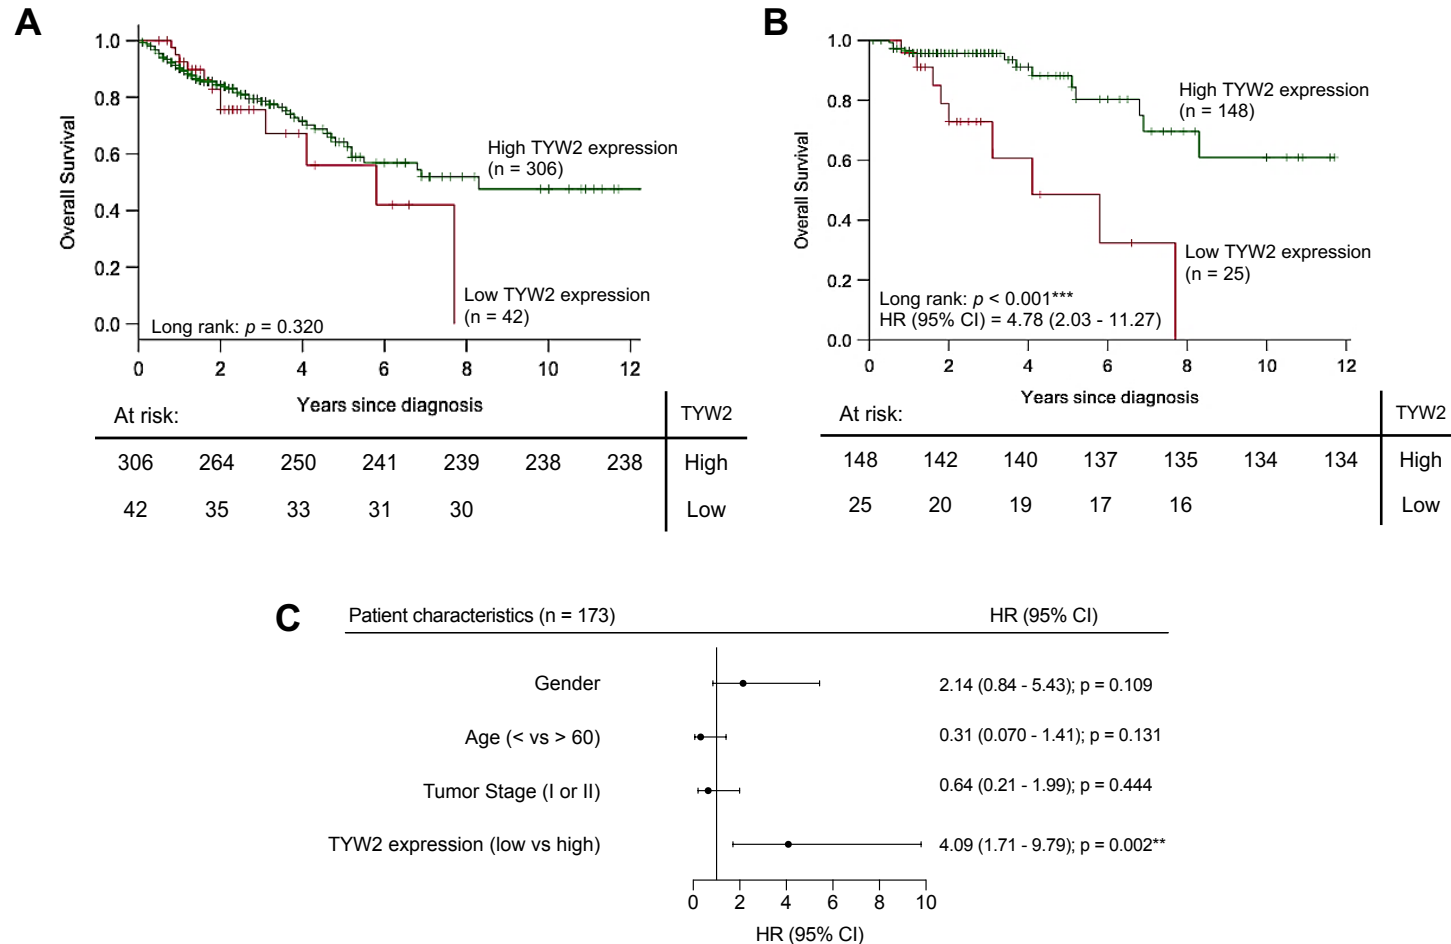 A
1.0
0.8
0.6
0.4
0.2
0.0
Overall Survival
High TYW2 expression
(n = 306)
Low TYW2 expression
(n = 42)
Long rank: p = 0.320
0 2 4 6 8 10 12
Years since diagnosis
At risk: TYW2
306 264 250 241 239 238 238 High
42 35 33 31 30 Low
B
1.0
0.8
0.6
0.4
0.2
0.0
Overall Survival
High TYW2 expression
(n = 148)
Low TYW2 expression
(n = 25)
Long rank: p < 0.001***
HR (95% CI) = 4.78 (2.03 - 11.27)
0 2 4 6 8 10 12
Years since diagnosis
At risk: TYW2
148 142 140 137 135 134 134 High
25 20 19 17 16 Low
C
Patient characteristics (n = 173) HR (95% CI)
Gender 2.14 (0.84 - 5.43); p = 0.109
Age (< vs > 60) 0.31 (0.070 - 1.41); p = 0.131
Tumor Stage (I or II) 0.64 (0.21 - 1.99); p = 0.444
TYW2 expression (low vs high) 4.09 (1.71 - 9.79); p = 0.002**
0 2 4 6 8 10
HR (95% CI)